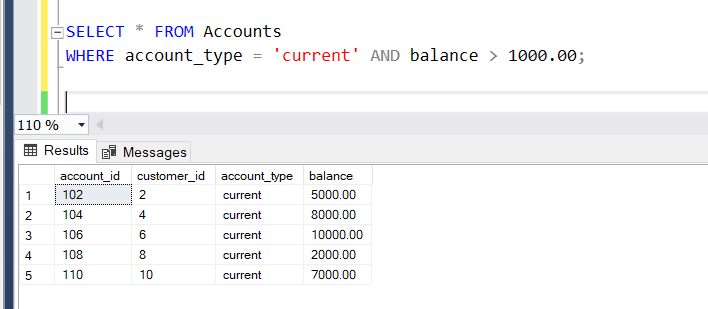 SELECT * FROM Accounts
WHERE account_type = 'current' AND balance > 1000.00;
110 %
Results Messages
account_id customer_id account_type balance
1 102 2 current 5000.00
2 104 4 current 8000.00
3 106 6 current 10000.00
4 108 8 current 2000.00
5 110 10 current 7000.00